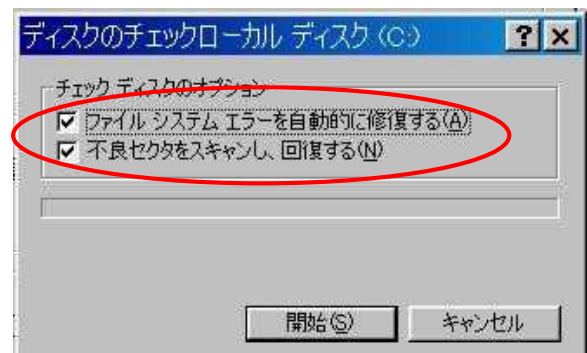 ディスクのチェックローカル ディスク (C:)
チェック ディスクのオプション
ファイル システム エラーを自動的に修復する(A)
不良セクタをスキャンし、回復する(N)
開始(S)
キャンセル